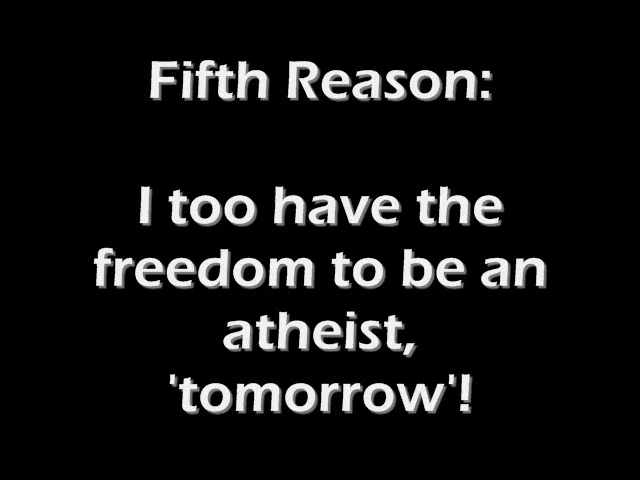 Fifth Reason:
I too have the
freedom to be an
atheist,
'tomorrow'!